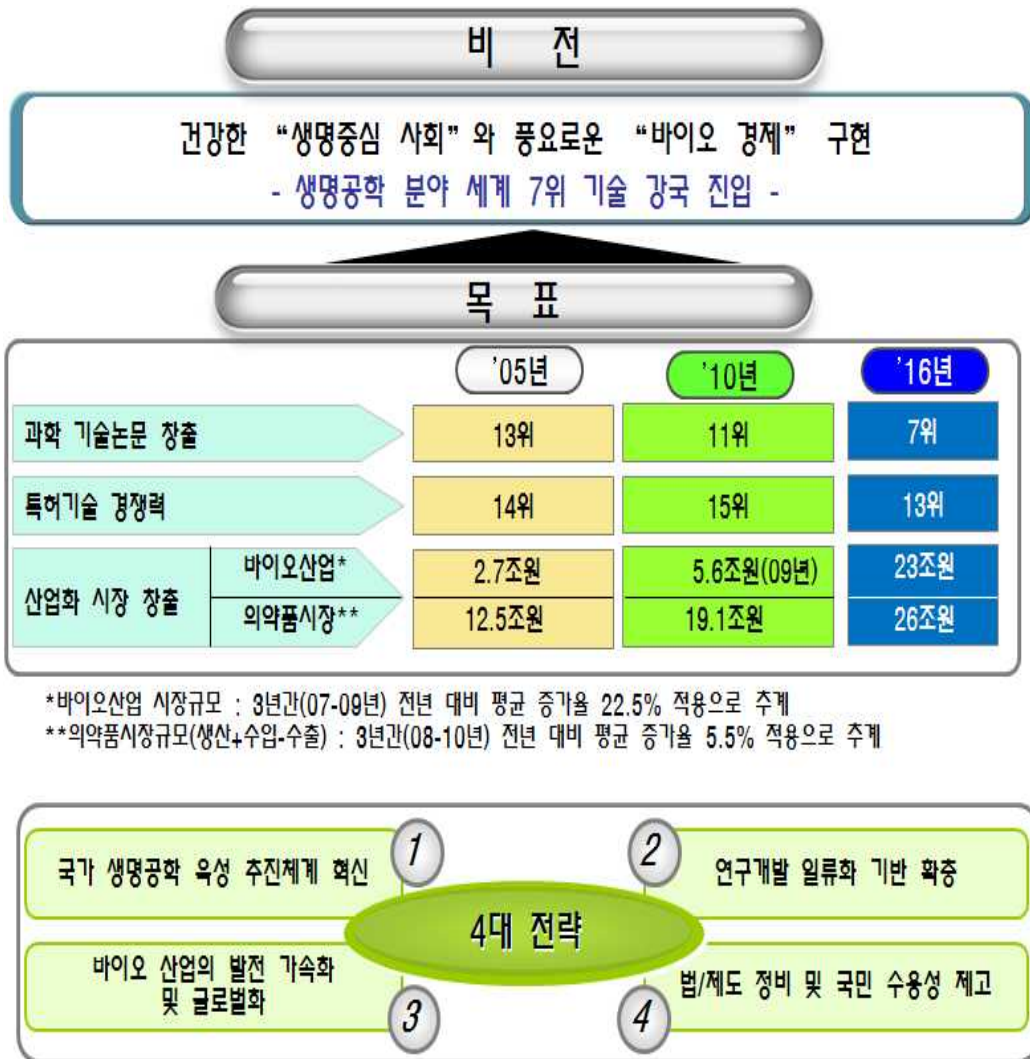 비 전
건강한 “생명중심 사회”와 풍요로운 “바이오 경제” 구현
- 생명공학 분야 세계 7위 기술 강국 진입 -
목 표
’05년 ’10년 ’16년
과학 기술논문 창출 13위 11위 7위
특허기술 경쟁력 14위 15위 13위
산업화 시장 창출
바이오산업* 2.7조원 5.6조원(09년) 23조원
의약품시장** 12.5조원 19.1조원 26조원
*바이오산업 시장규모 : 3년간(07-09년) 전년 대비 평균 증가율 22.5% 적용으로 추계
**의약품시장규모(생산+수입-수출) : 3년간(08-10년) 전년 대비 평균 증가율 5.5% 적용으로 추계
국가 생명공학 육성 추진체계 혁신 1
2 연구개발 일류화 기반 확충
4대 전략
바이오 산업의 발전 가속화
및 글로벌화 3
4 법/제도 정비 및 국민 수용성 제고